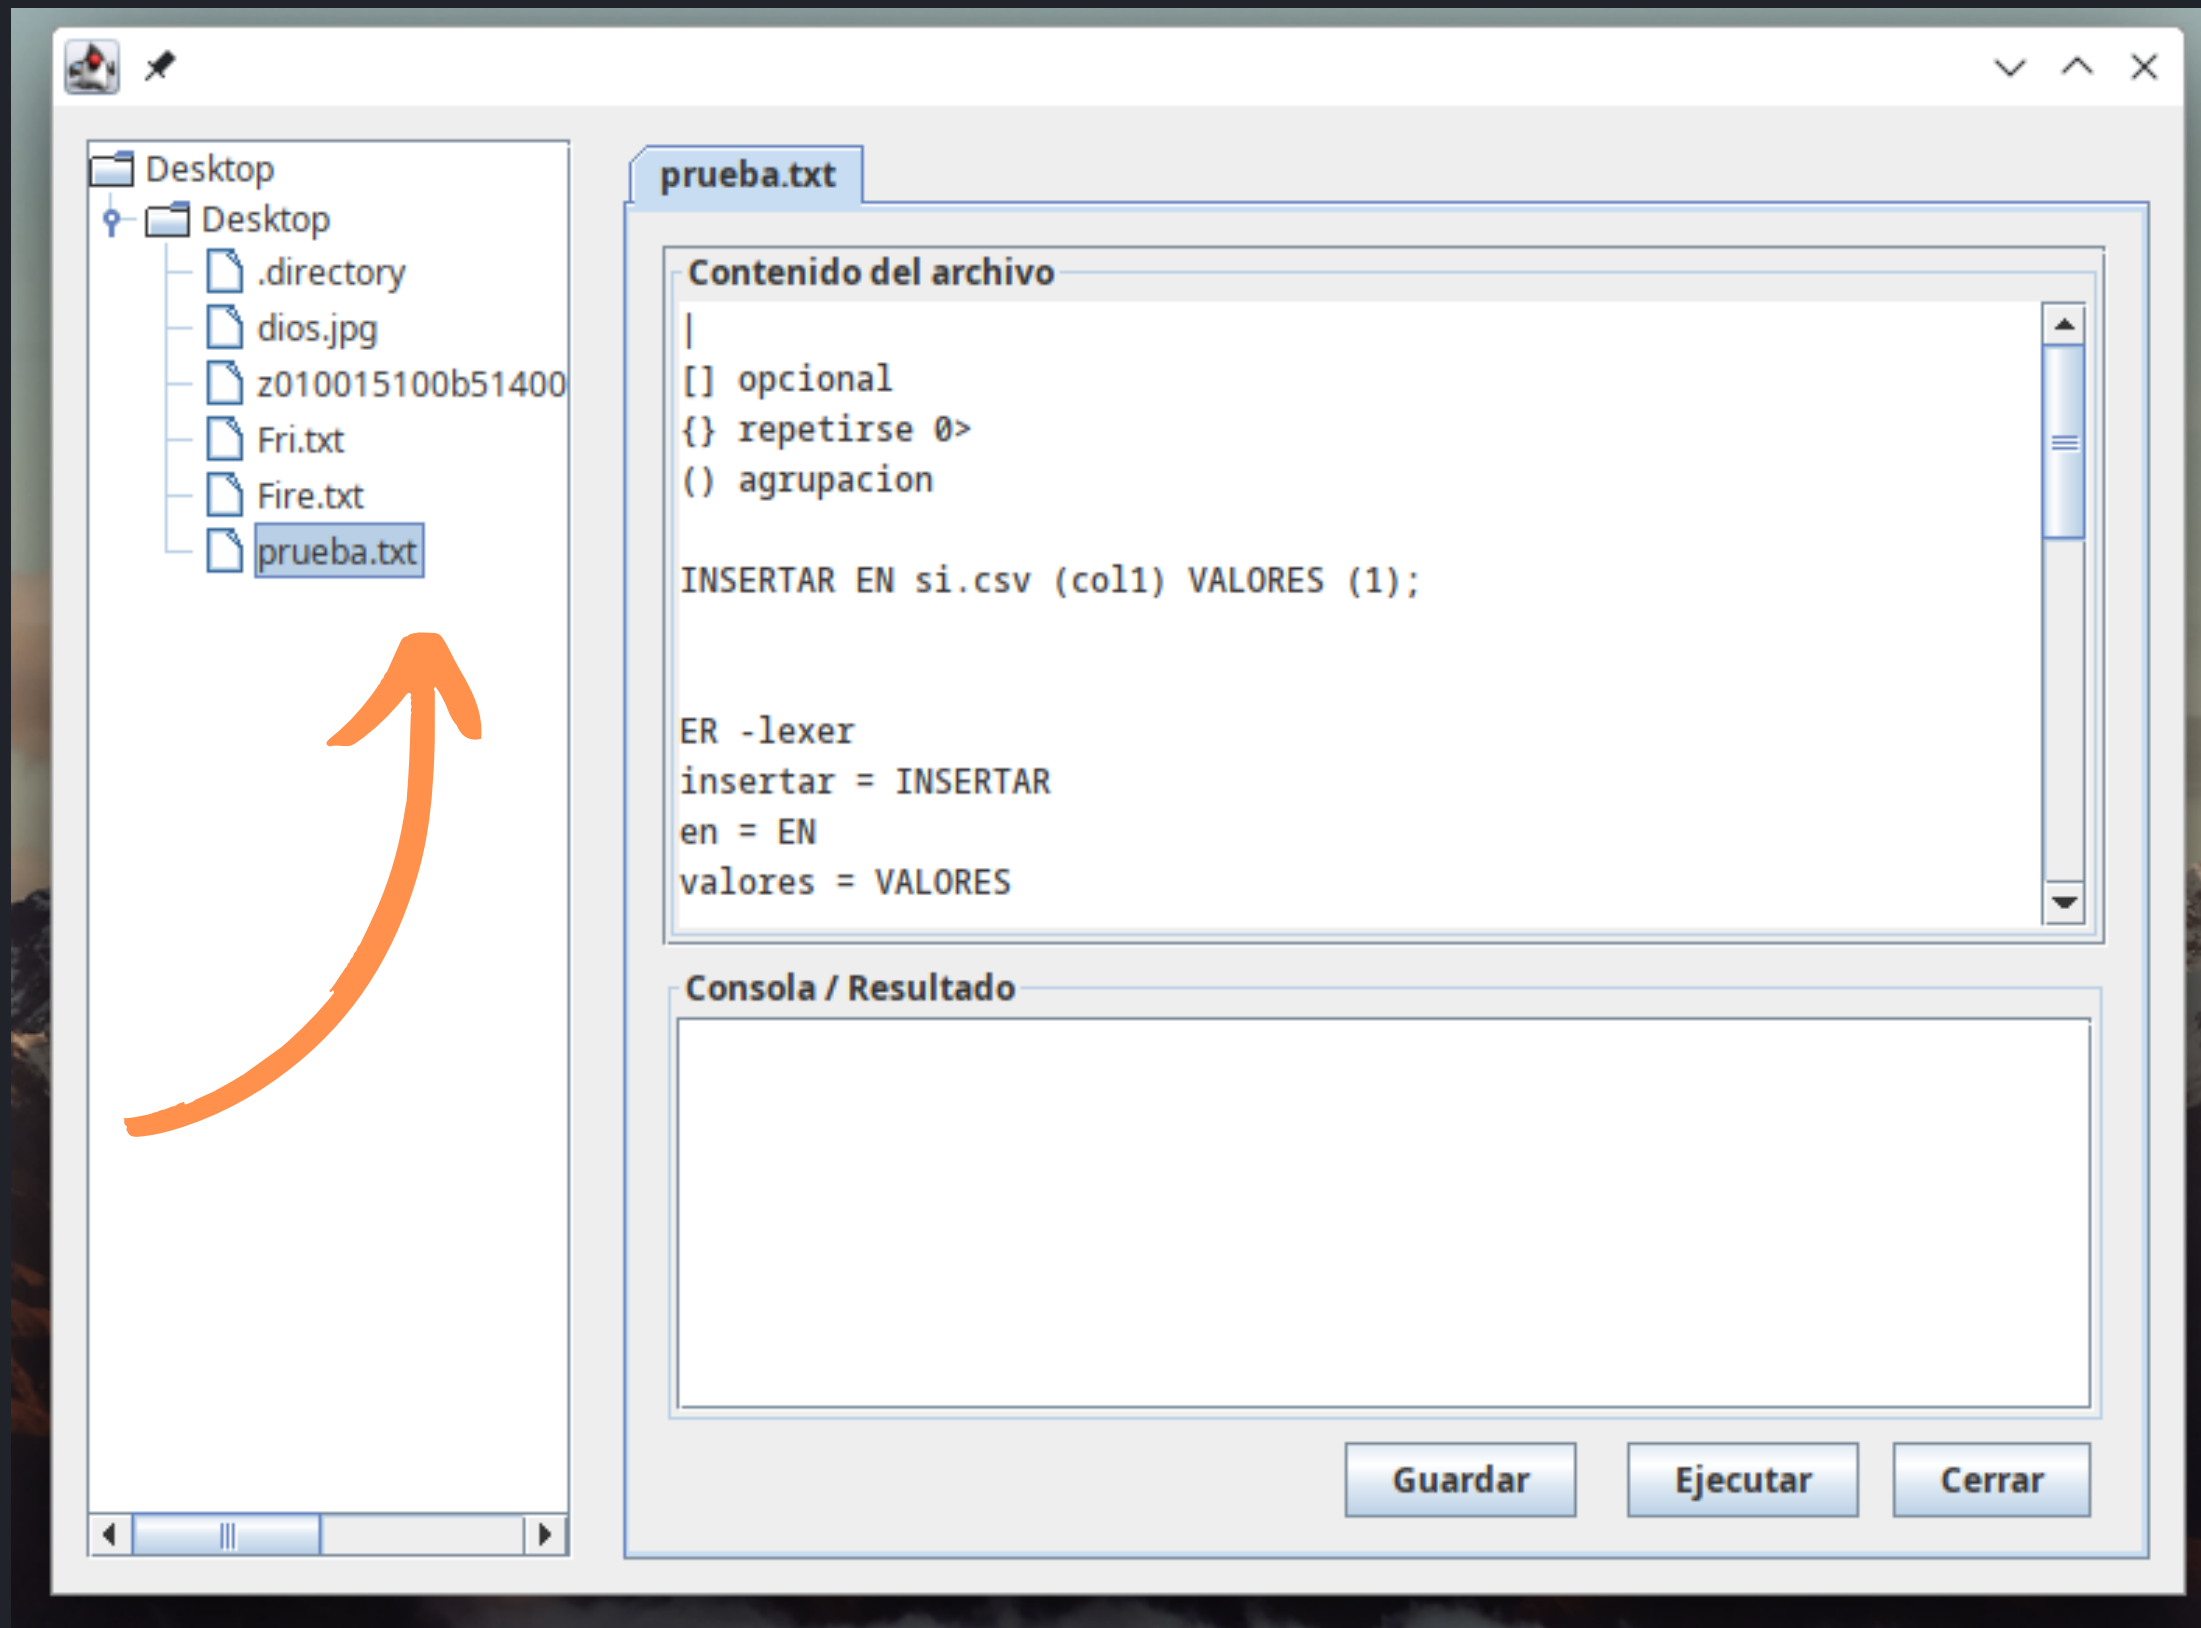 Desktop
Desktop
.directory
dios.jpg
z010015100b51400
Fri.txt
Fire.txt
prueba.txt
prueba.txt
Contenido del archivo
[] opcional
{} repetirse 0>
() agrupacion
INSERTAR EN si.csv (col1) VALORES (1);
ER -lexer
insertar = INSERTAR
en = EN
valores = VALORES
Consola / Resultado
Guardar Ejecutar Cerrar